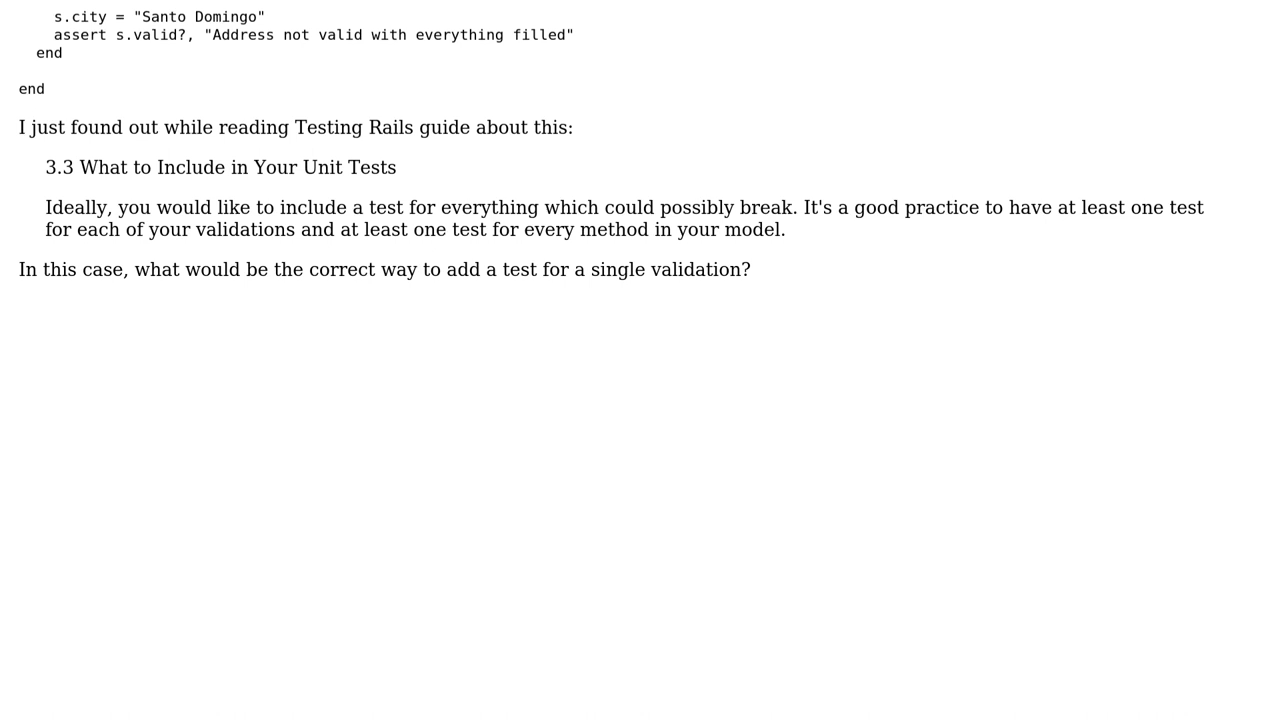 s.city = "Santo Domingo"
assert s.valid?, "Address not valid with everything filled"
end
end
I just found out while reading Testing Rails guide about this:
3.3 What to Include in Your Unit Tests
Ideally, you would like to include a test for everything which could possibly break. It's a good practice to have at least one test
for each of your validations and at least one test for every method in your model.
In this case, what would be the correct way to add a test for a single validation?